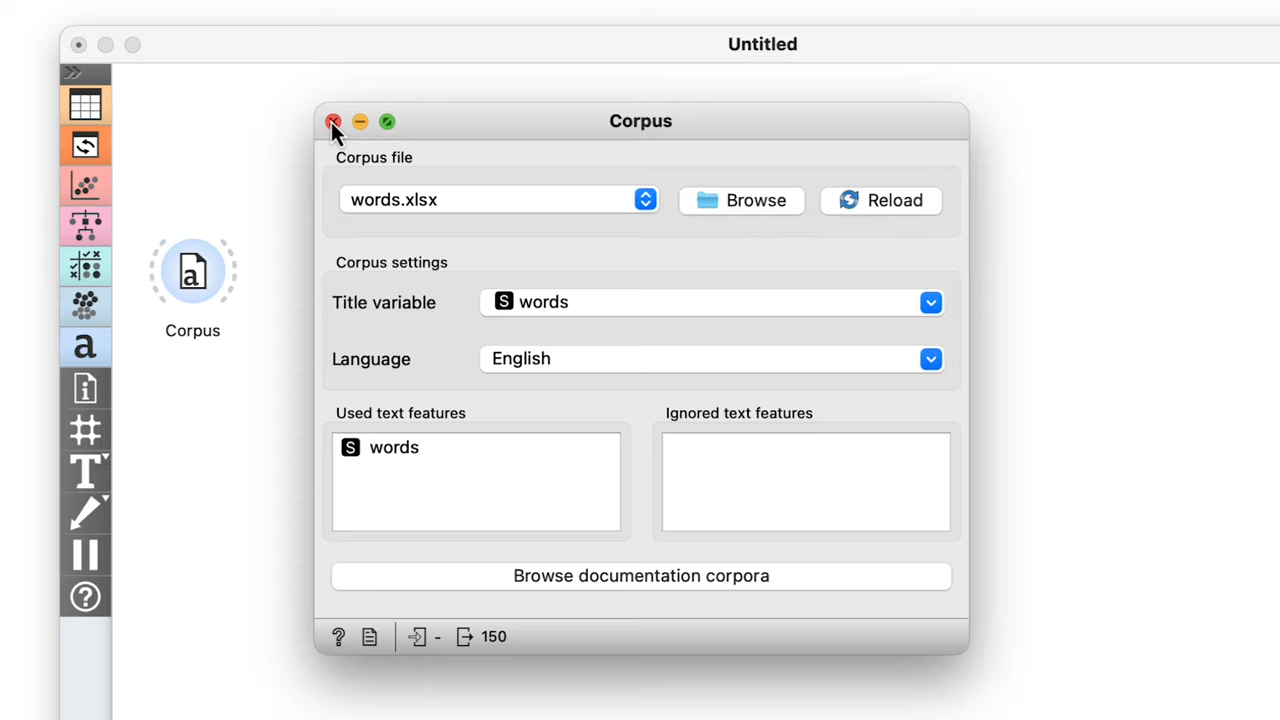 Untitled
Corpus
Corpus file
words.xlsx
Browse
Reload
Corpus settings
Title variable
S words
Language
English
Used text features
Ignored text features
S words
Browse documentation corpora
? - 150
a
Corpus
a
T
?